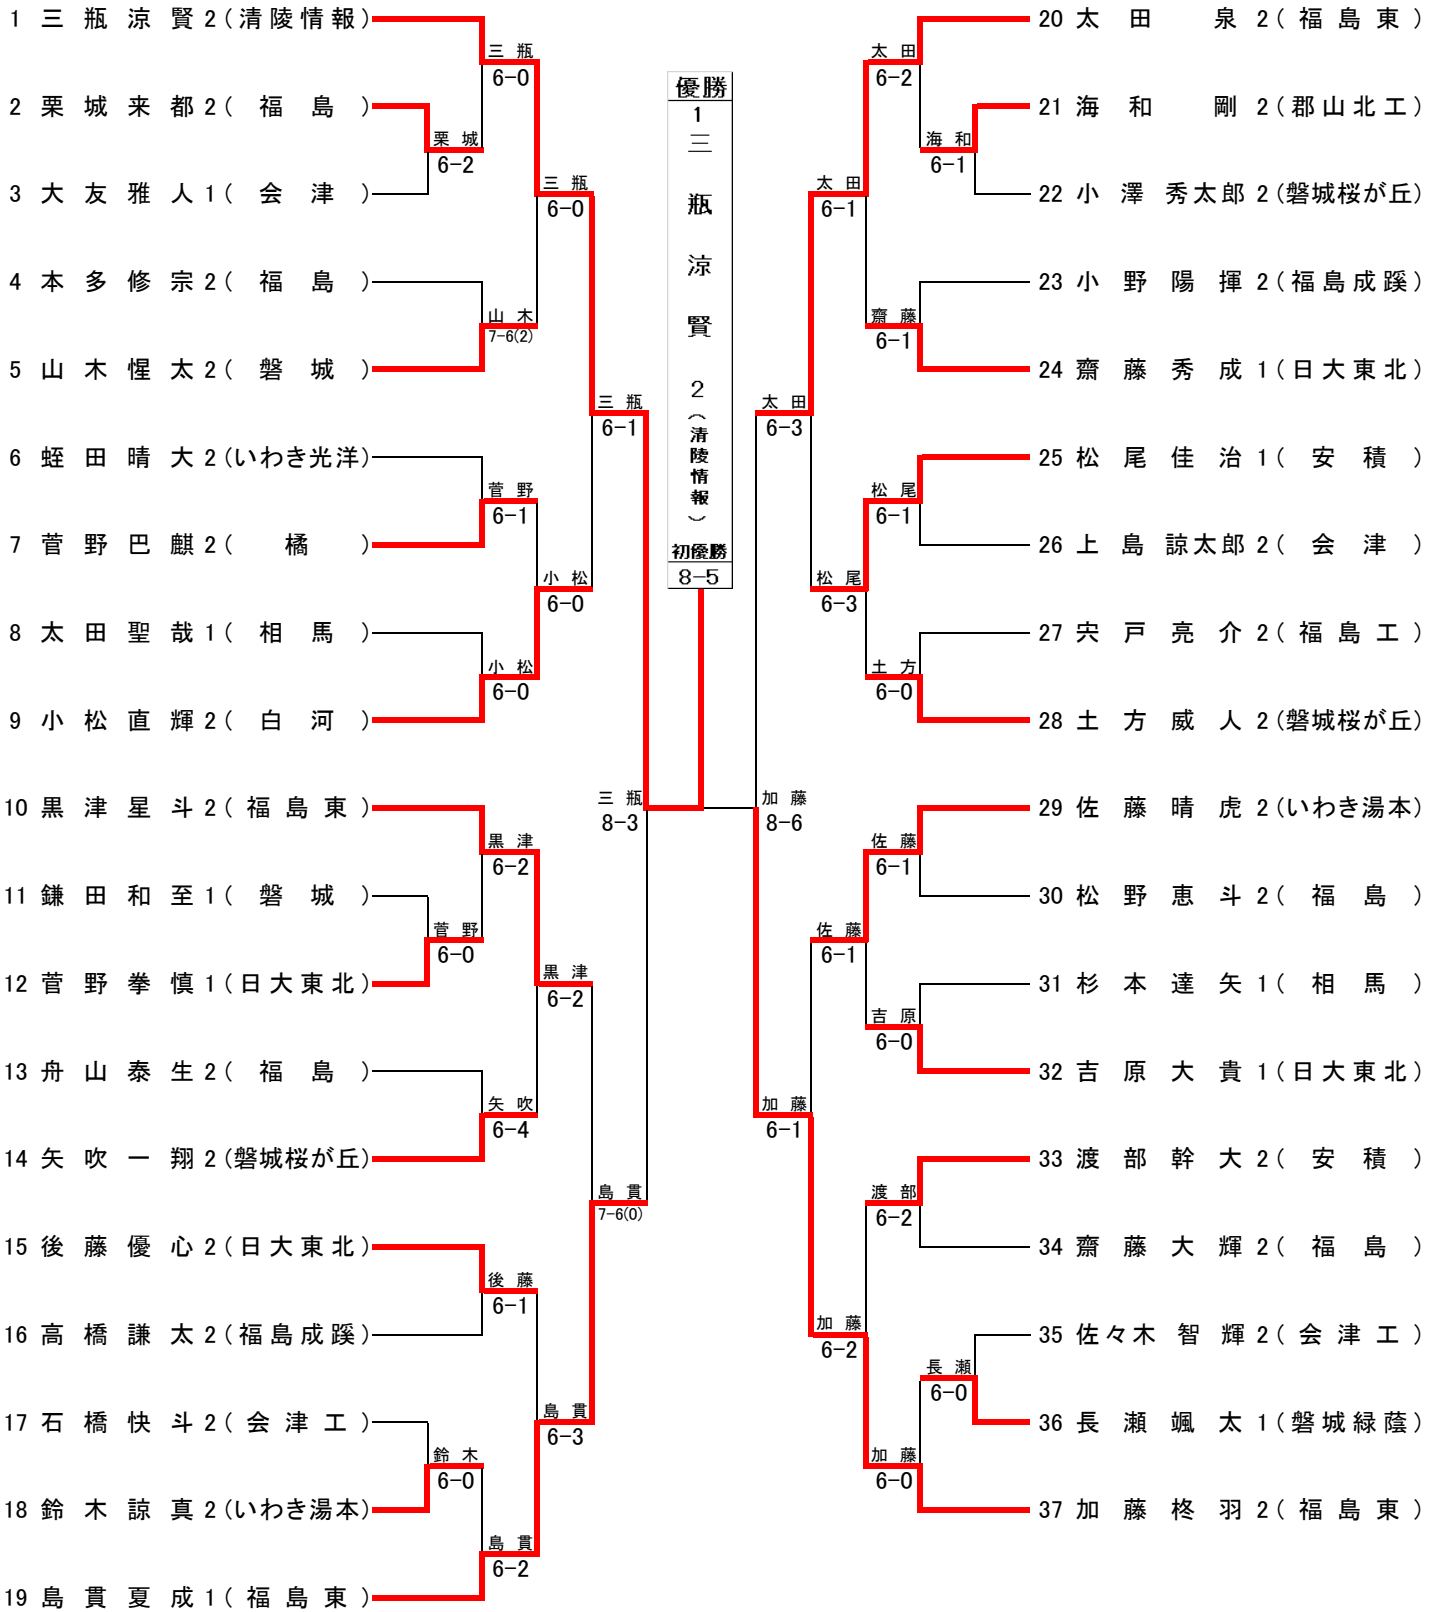 1 三瓶涼賢 2 (清陵情報)
2 栗城来都 2 (福島)
3 大友雅人 1 (会津)
4 本多修宗 2 (福島)
5 山木惺太 2 (磐城)
6 蛭田晴大 2 (いわき光洋)
7 菅野巴麒 2 (橘)
8 太田聖哉 1 (相馬)
9 小松直輝 2 (白河)
10 黒津星斗 2 (福島東)
11 鎌田和至 1 (磐城)
12 菅野拳慎 1 (日大東北)
13 舟山泰生 2 (福島)
14 矢吹一翔 2 (磐城桜が丘)
15 後藤優心 2 (日大東北)
16 高橋謙太 2 (福島成蹊)
17 石橋快斗 2 (会津工)
18 鈴木諒真 2 (いわき湯本)
19 島貫夏成 1 (福島東)
栗城
6-2
菅野
6-0
鈴木
6-0
三瓶
6-0
山木
7-6(2)
菅野
6-1
小松
6-0
黒津
6-2
矢吹
6-4
後藤
6-1
島貫
6-2
三瓶
6-0
小松
6-0
黒津
6-2
島貫
6-3
三瓶
6-1
島貫
7-6(0)
三瓶
8-3
優勝
1 三瓶涼賢 2 (清陵情報)
初優勝
8-5
加藤
8-6
太田
6-3
加藤
6-1
太田
6-1
松尾
6-3
佐藤
6-1
加藤
6-2
太田
6-2
齋藤
6-1
松尾
6-1
土方
6-0
佐藤
6-1
吉原
6-0
渡部
6-2
加藤
6-0
海和
6-1
長瀬
6-0
20 太田泉 2 (福島東)
21 海和剛 2 (郡山北工)
22 小澤秀太郎 2 (磐城桜が丘)
23 小野陽揮 2 (福島成蹊)
24 齋藤秀成 1 (日大東北)
25 松尾佳治 1 (安積)
26 上島諒太郎 2 (会津)
27 宍戸亮介 2 (福島工)
28 土方威人 2 (磐城桜が丘)
29 佐藤晴虎 2 (いわき湯本)
30 松野恵斗 2 (福島)
31 杉本達矢 1 (相馬)
32 吉原大貴 1 (日大東北)
33 渡部幹大 2 (安積)
34 齋藤大輝 2 (福島)
35 佐々木智輝 2 (会津工)
36 長瀬颯太 1 (磐城緑蔭)
37 加藤柊羽 2 (福島東)